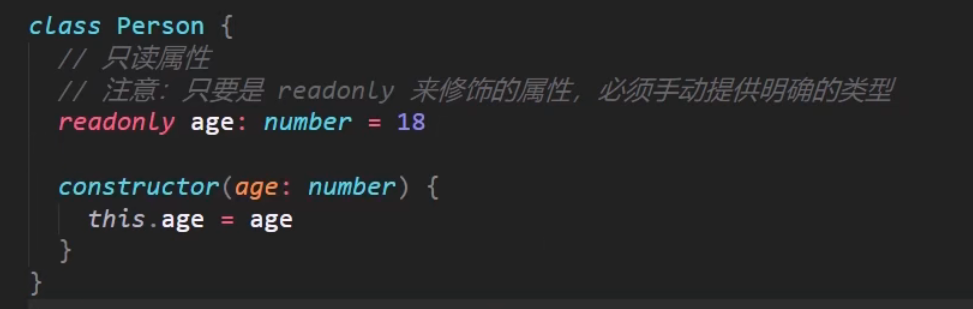 class Person {
// 只读属性
// 注意：只要是 readonly 来修饰的属性，必须手动提供明确的类型
readonly age: number = 18
constructor(age: number) {
this.age = age
}
}